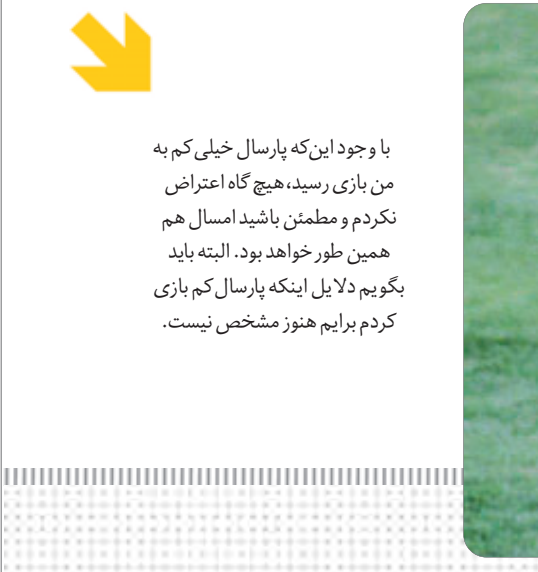 با وجود این‌که پارسال خیلی کم به
من بازی رسید، هیچ گاه اعتراض
نکردم و مطمئن باشید امسال هم
همین طور خواهد بود. البته باید
بگویم دلایل اینکه پارسال کم بازی
کردم برایم هنوز مشخص نیست.